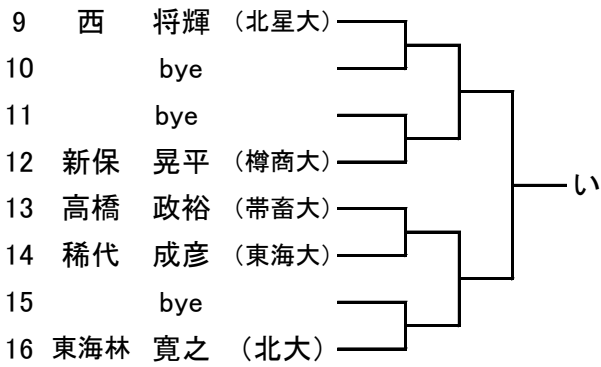 9 西 将輝 (北星大)
10 bye
11 bye
12 新保 晃平 (樽商大)
13 高橋 政裕 (帯畜大)
14 稀代 成彦 (東海大)
15 bye
16 東海林 寛之 (北大)
い